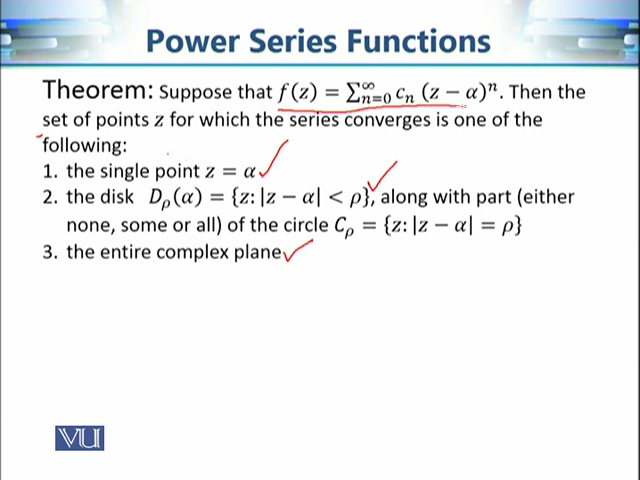 Power Series Functions
Theorem: Suppose that f(z) = ∑_{n=0}^{∞} c_n (z − α)^n. Then the
set of points z for which the series converges is one of the
following:
1. the single point z = α
2. the disk D_ρ(α) = {z: |z − α| < ρ}, along with part (either
none, some or all) of the circle C_ρ = {z: |z − α| = ρ}
3. the entire complex plane
VU